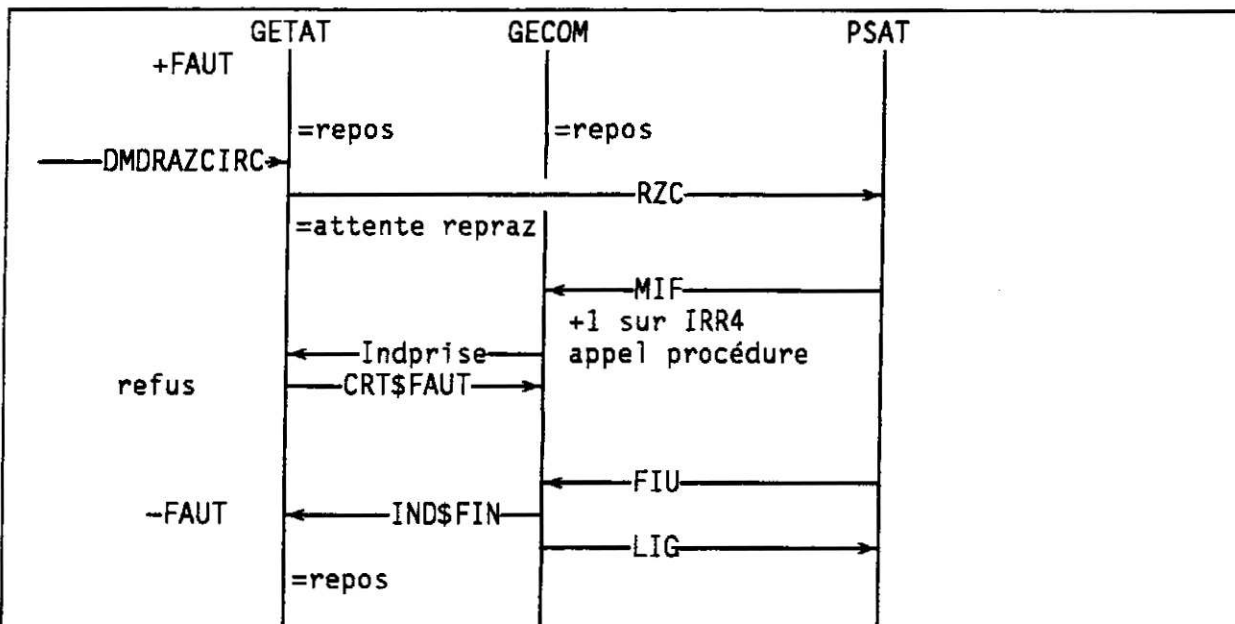 GETAT GECOM PSAT
+FAUT
=repos =repos
DMDRAZCIRC
RZC
=attente repraz
MIF
+1 sur IRR4
Indprise appel procédure
refus CRT$FAUT
FIU
-FAUT IND$FIN
LIG
=repos